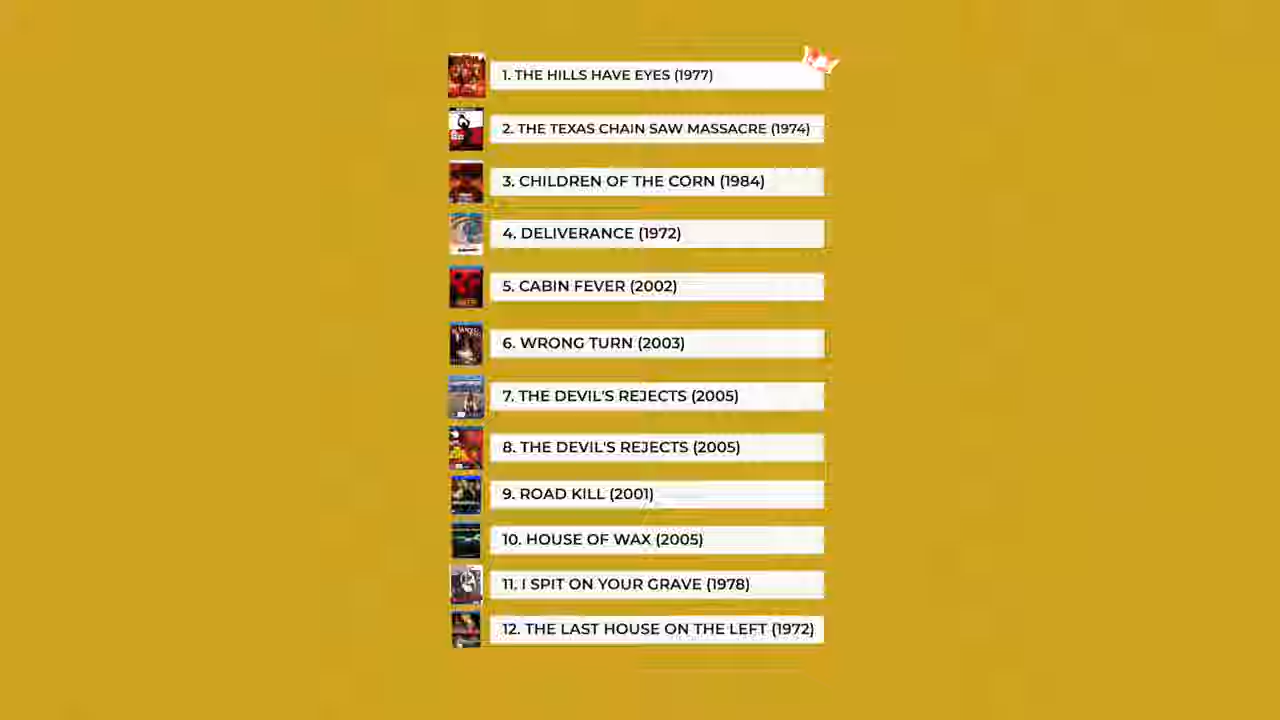 1. THE HILLS HAVE EYES (1977)
2. THE TEXAS CHAIN SAW MASSACRE (1974)
3. CHILDREN OF THE CORN (1984)
4. DELIVERANCE (1972)
5. CABIN FEVER (2002)
6. WRONG TURN (2003)
7. THE DEVIL'S REJECTS (2005)
8. THE DEVIL'S REJECTS (2005)
9. ROAD KILL (2001)
10. HOUSE OF WAX (2005)
11. I SPIT ON YOUR GRAVE (1978)
12. THE LAST HOUSE ON THE LEFT (1972)